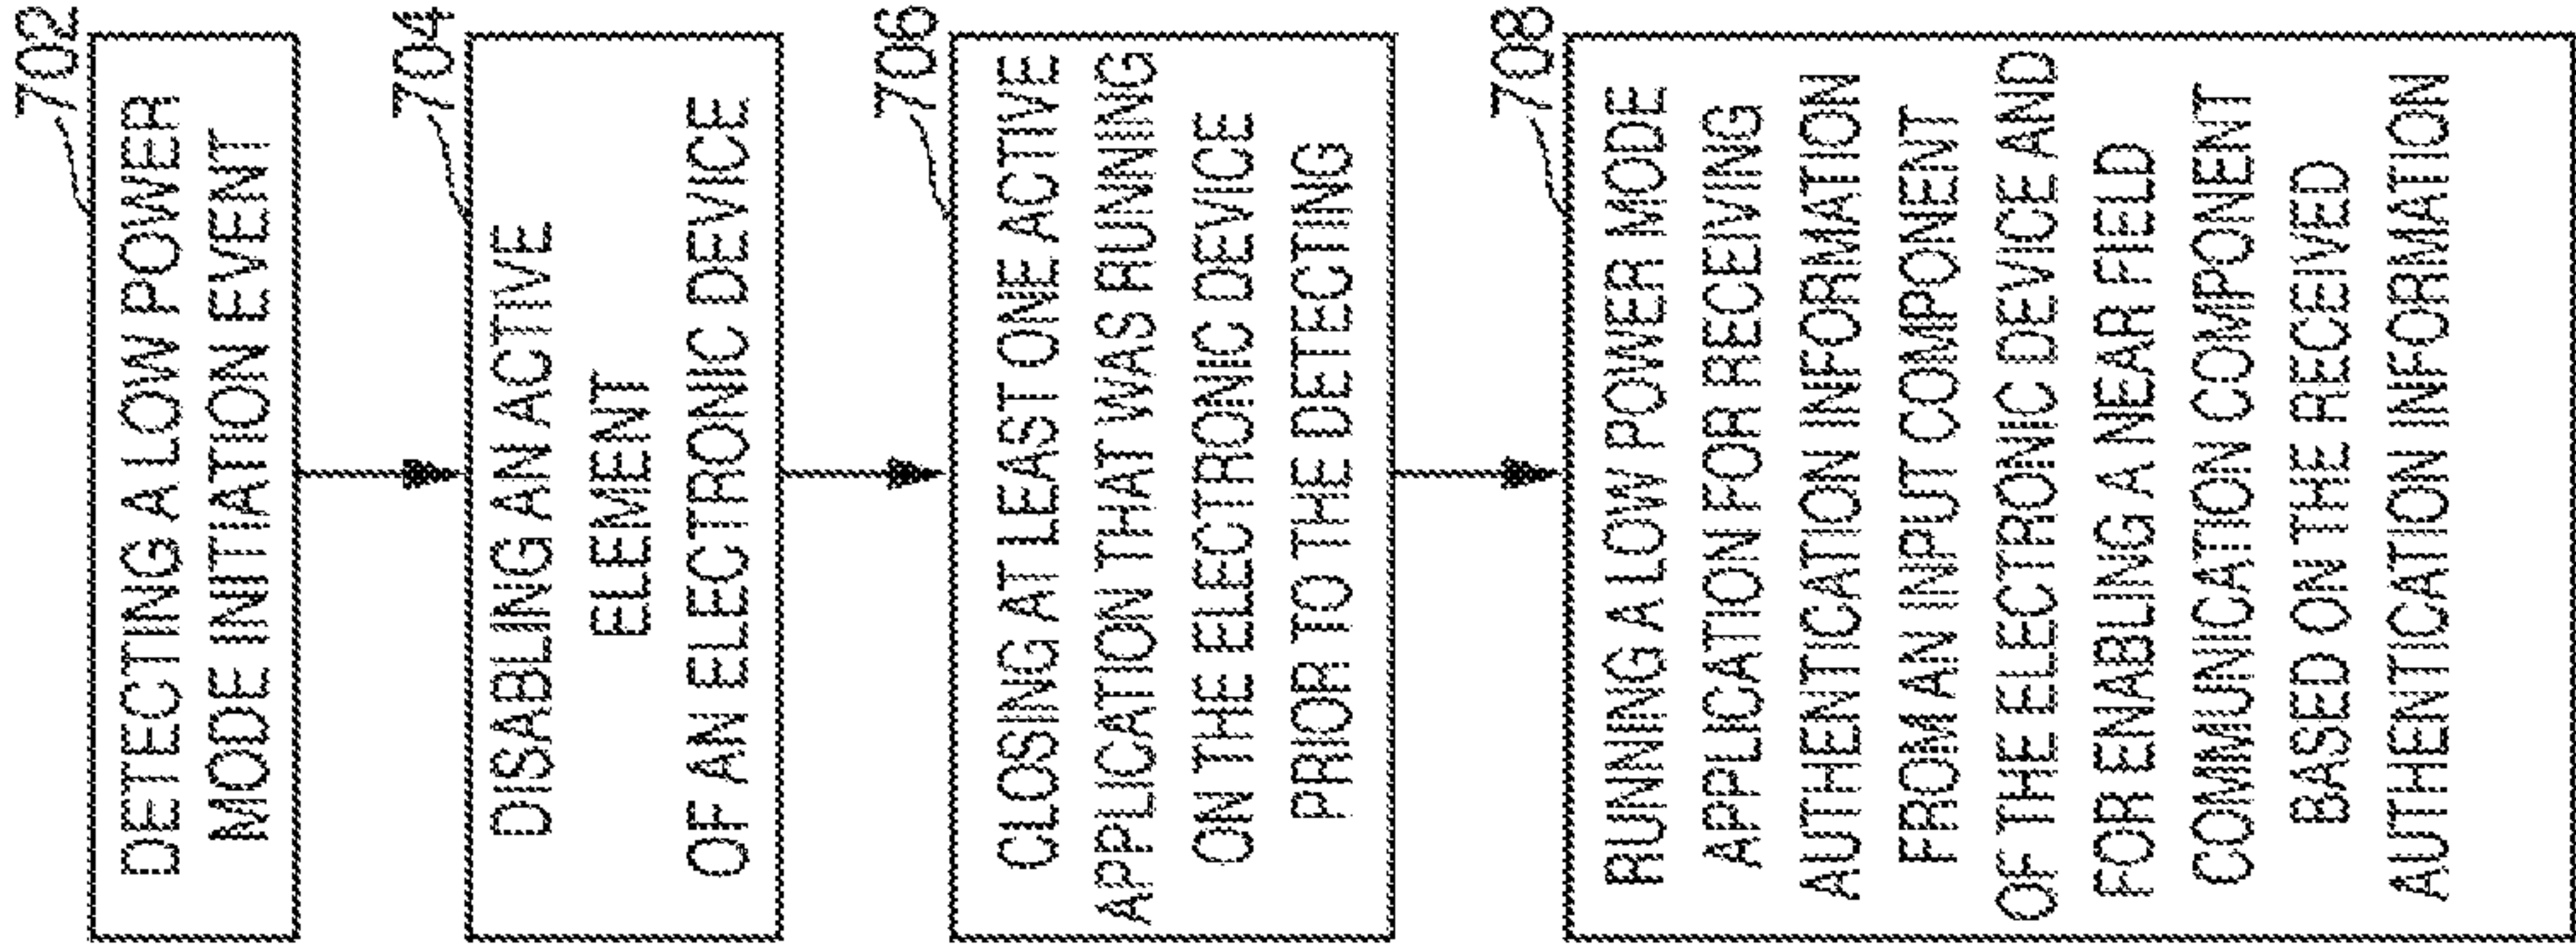 702
DETECTING A LOW POWER
MODE INITIATION EVENT
704
DISABLING AN ACTIVE
ELEMENT
OF AN ELECTRONIC DEVICE
706
CLOSING AT LEAST ONE ACTIVE
APPLICATION THAT WAS RUNNING
ON THE ELECTRONIC DEVICE
PRIOR TO THE DETECTING
708
RUNNING A LOW POWER MODE
APPLICATION FOR RECEIVING
AUTHENTICATION INFORMATION
FROM AN INPUT COMPONENT
OF THE ELECTRONIC DEVICE AND
FOR ENABLING A NEAR FIELD
COMMUNICATION COMPONENT
BASED ON THE RECEIVED
AUTHENTICATION INFORMATION